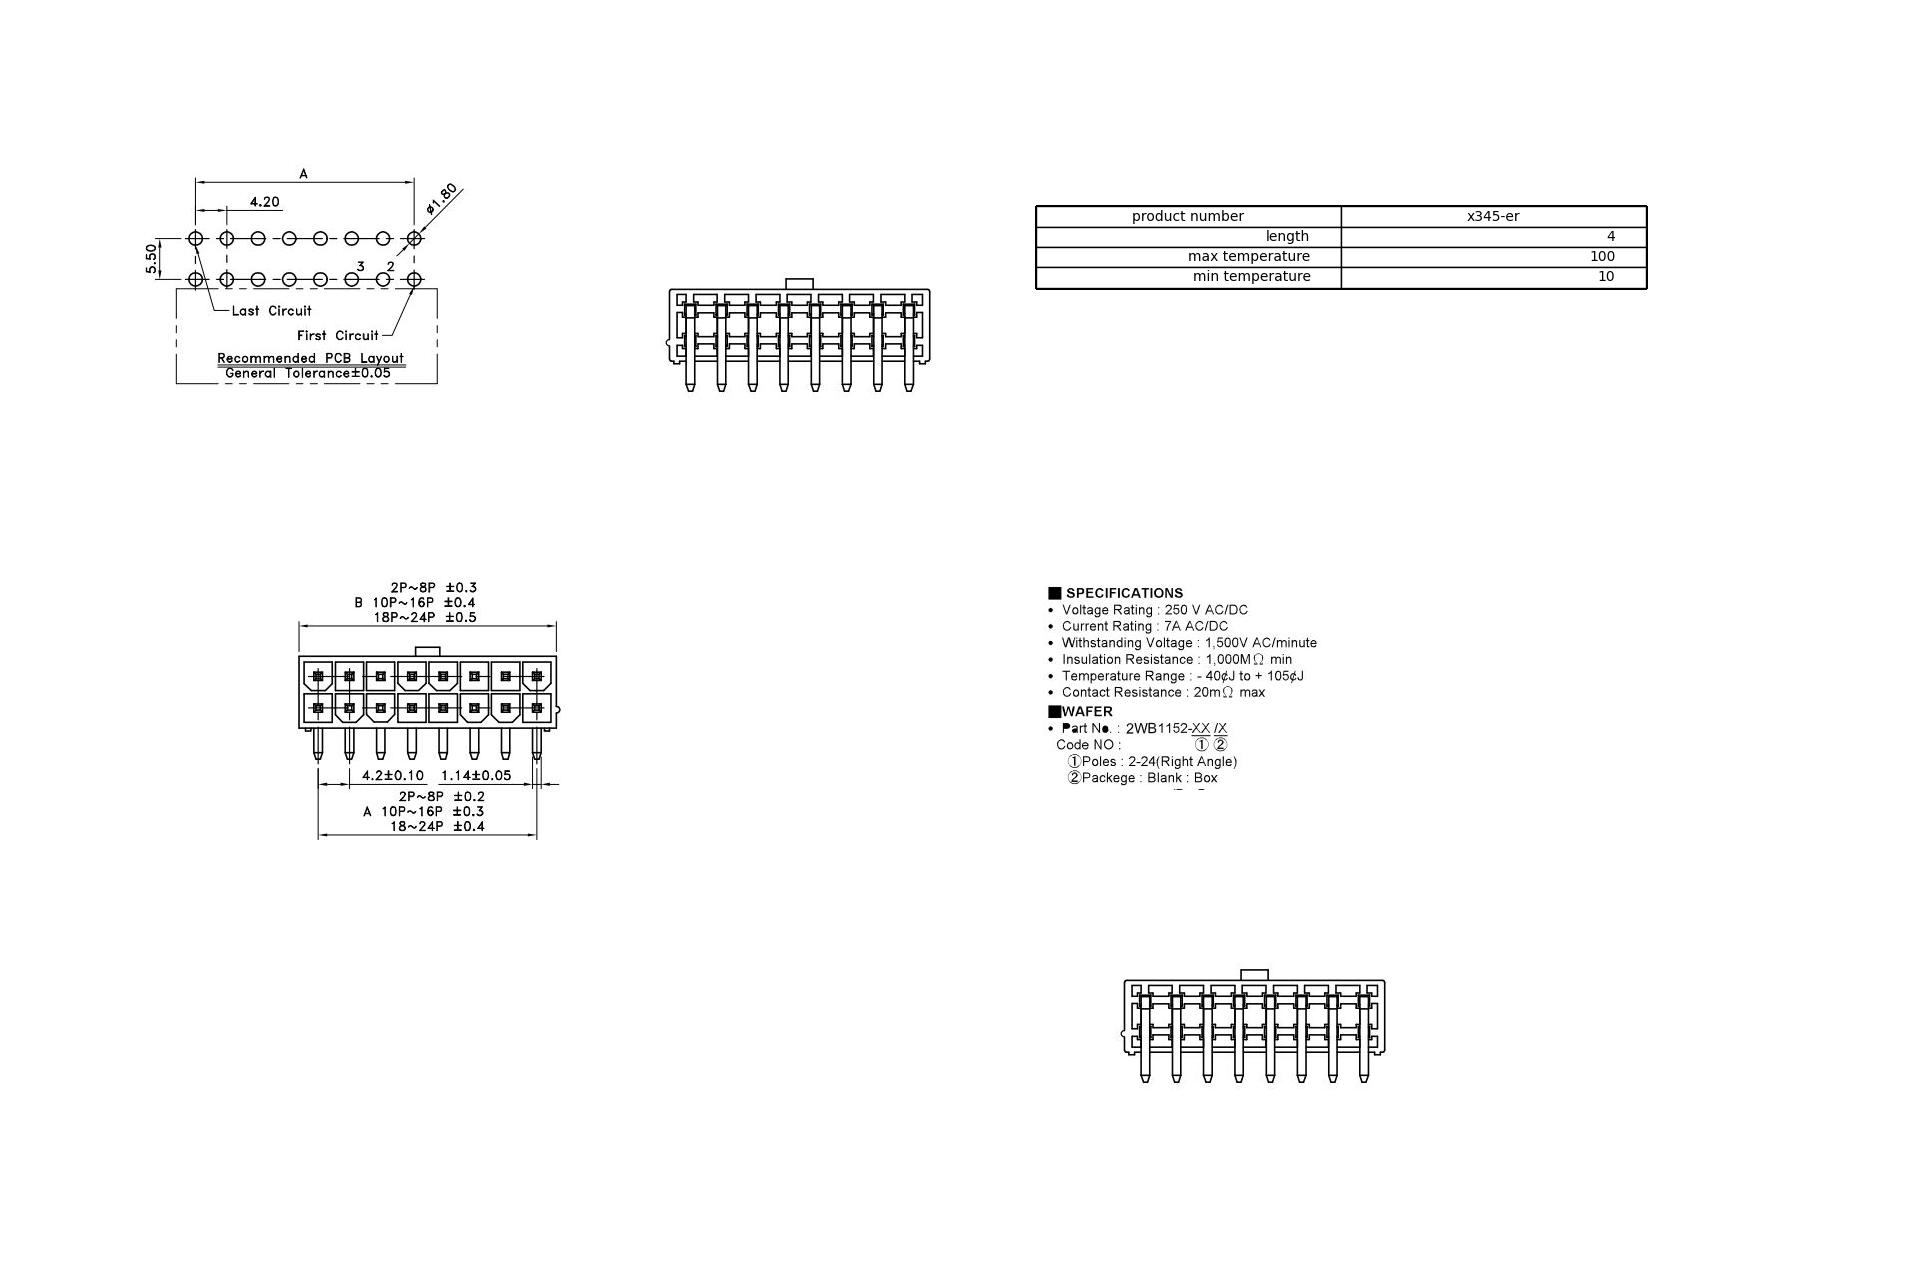 A
4.20
ø1.80
5.50
3 2
Last Circuit
First Circuit
Recommended PCB Layout
General Tolerance±0.05
product number x345-er
length 4
max temperature 100
min temperature 10
2P~8P ±0.3
B 10P~16P ±0.4
18P~24P ±0.5
4.2±0.10 1.14±0.05
2P~8P ±0.2
A 10P~16P ±0.3
18~24P ±0.4
■ SPECIFICATIONS
• Voltage Rating : 250 V AC/DC
• Current Rating : 7A AC/DC
• Withstanding Voltage : 1,500V AC/minute
• Insulation Resistance : 1,000MΩ min
• Temperature Range : - 40¢J to + 105¢J
• Contact Resistance : 20mΩ max
■WAFER
• Part No. : 2WB1152-XX /X
Code NO : ① ②
①Poles : 2-24(Right Angle)
②Packege : Blank : Box